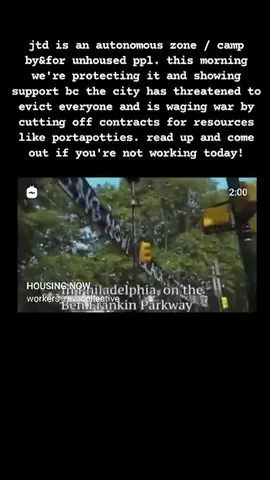 jtd is an autonomous zone / camp
by&for unhoused ppl. this morning
we're protecting it and showing
support bc the city has threatened to
evict everyone and is waging war by
cutting off contracts for resources
like portapotties. read up and come
out if you're not working today!
2:00
HOUSING NOW
in Philadelphia, on the
workers_rev_collective
Ben Frankin Parkway